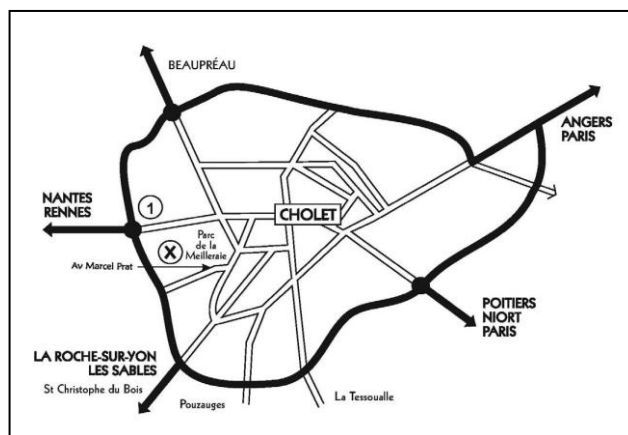 BEAUPRÉAU
ANGERS
PARIS
NANTES
RENNES
1
CHOLET
X
Parc
de la
Meilleraie
Av Marcel Prat
POITIERS
NIORT
PARIS
LA ROCHE-SUR-YON
LES SABLES
St Christophe du Bois
Pouzauges
La Tessoualle